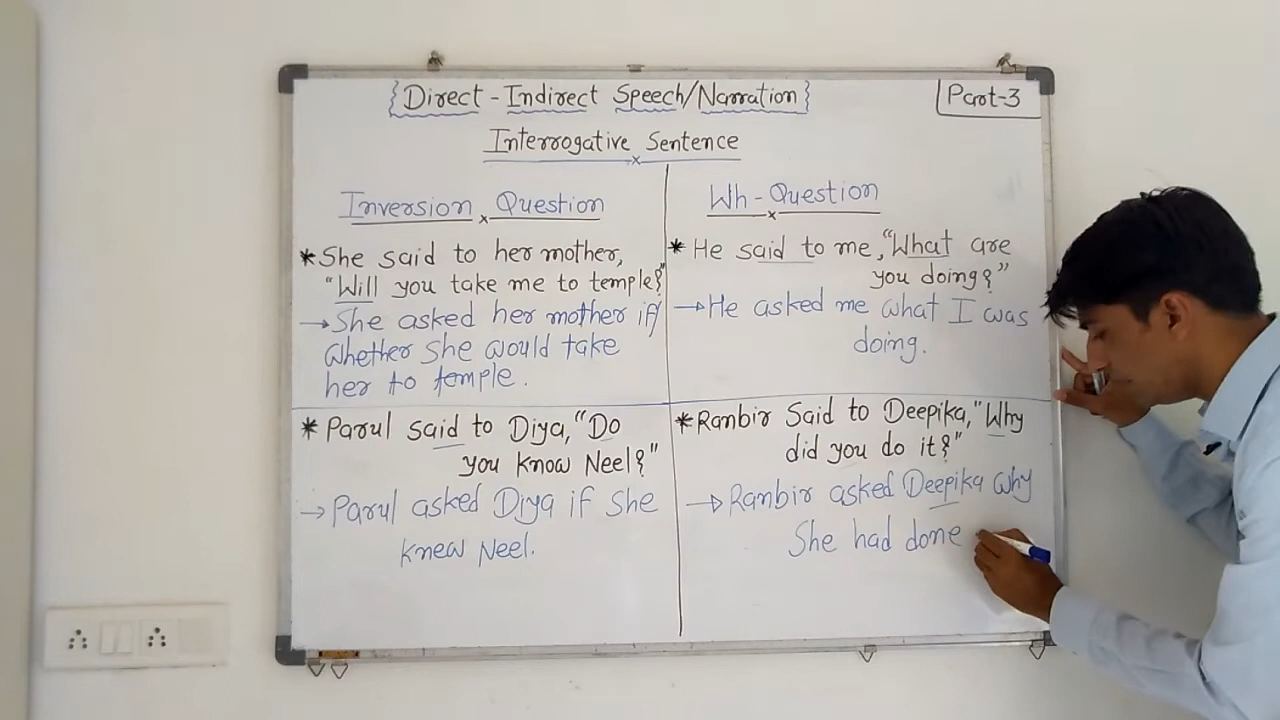 {Direct - Indirect Speech/Narration}
Part-3
Interrogative Sentence
Inversion Question
*She said to her mother,
"Will you take me to temple?"
→She asked her mother if/
whether she would take
her to temple.
Wh - Question
* He said to me, "What are
you doing?"
→He asked me what I was
doing.
* Parul said to Diya, "Do
you know Neel?"
→ Parul asked Diya if she
knew Neel.
*Ranbir Said to Deepika, "Why
did you do it?"
→ Ranbir asked Deepika why
She had done